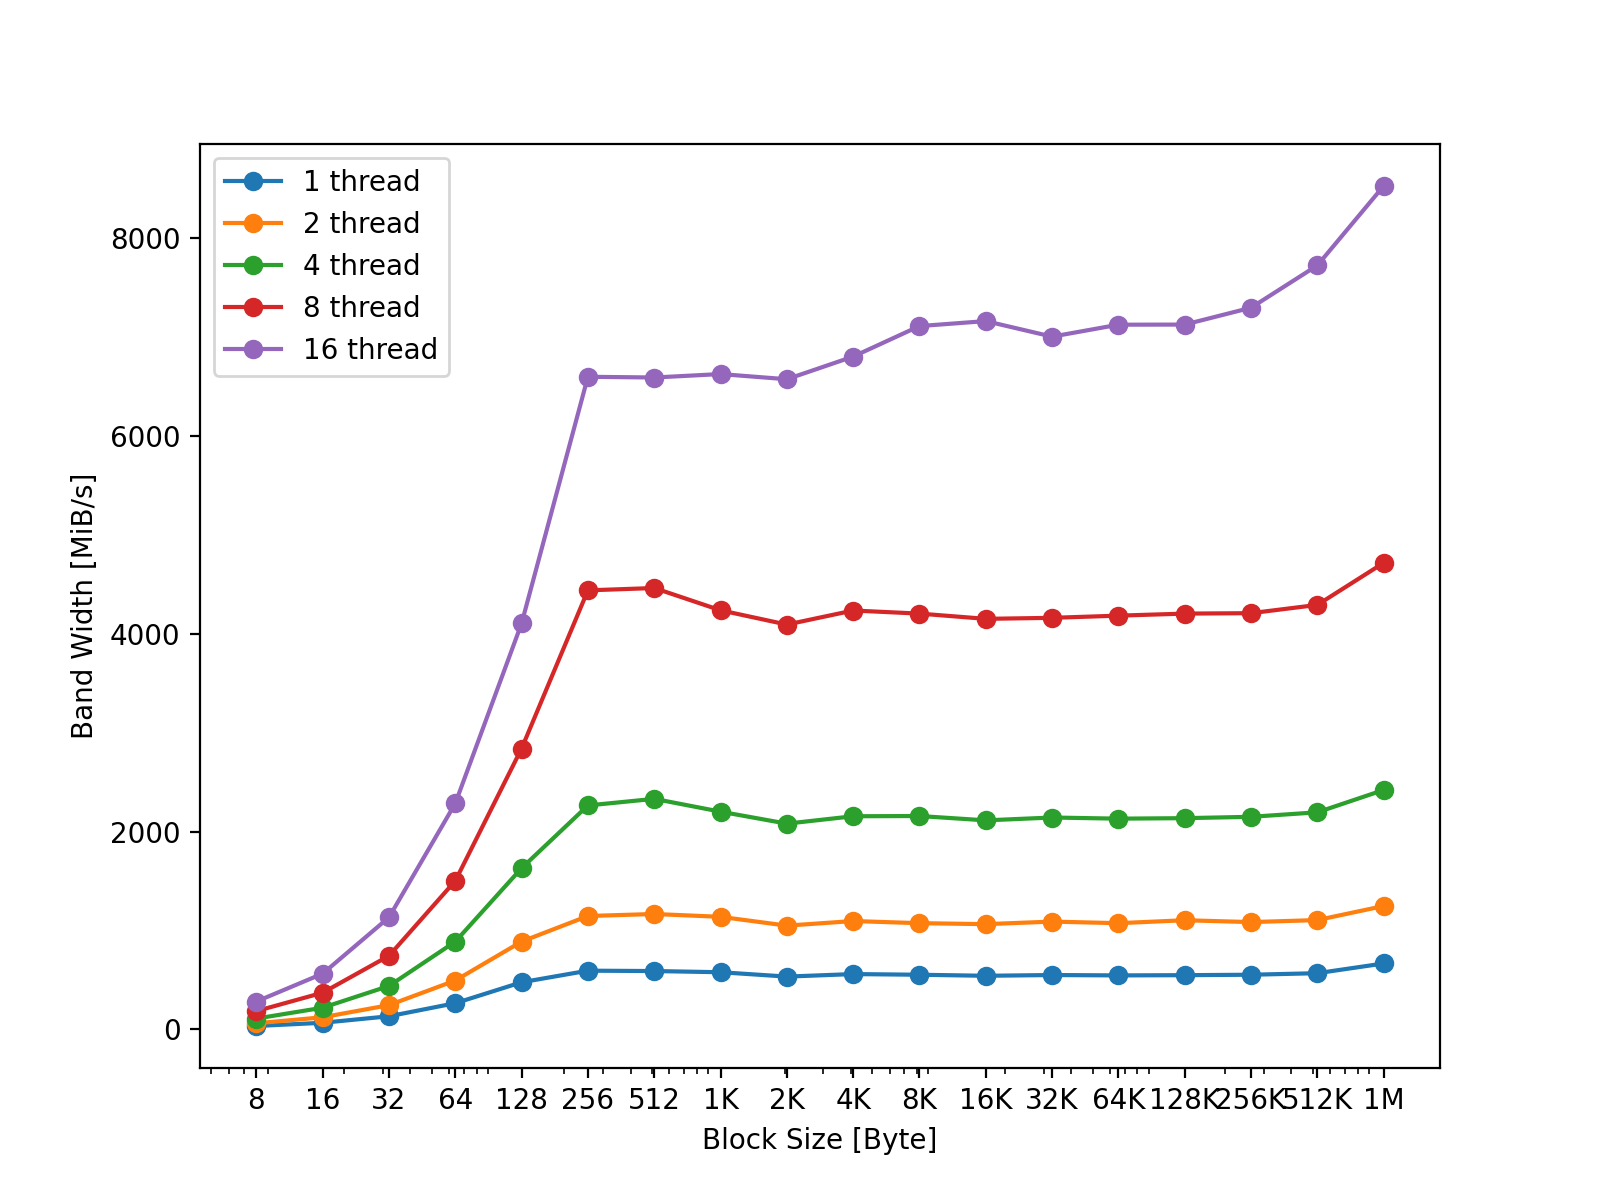 1 thread
2 thread
4 thread
8 thread
16 thread
8000
6000
4000
2000
0
Band Width [MiB/s]
8 16 32 64 128 256 512 1K 2K 4K 8K 16K 32K 64K 128K 256K 512K 1M
Block Size [Byte]